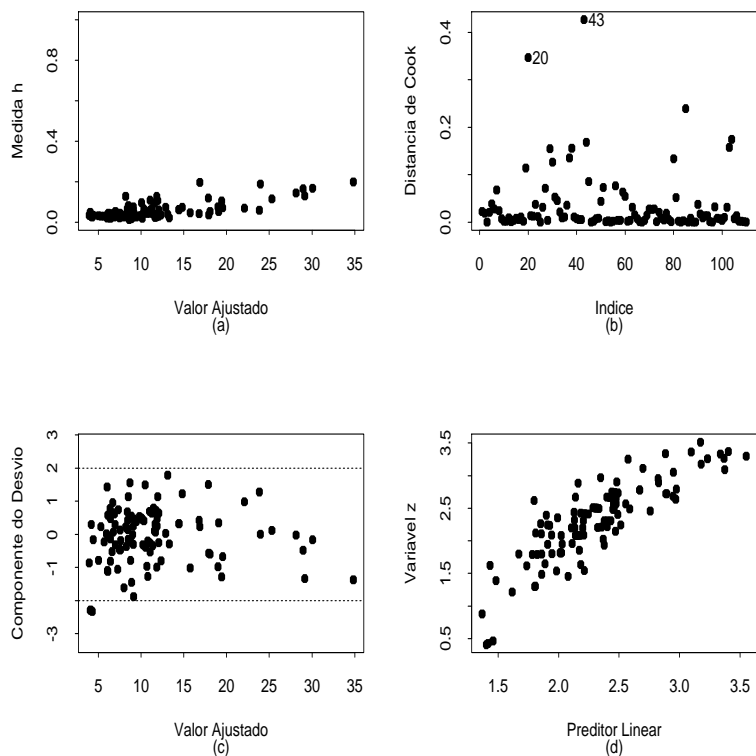 Medida h
0.0 0.4 0.8
5 10 15 20 25 30 35
Valor Ajustado
(a)
Distancia de Cook
0.0 0.2 0.4
43
20
0 20 40 60 80 100
Indice
(b)
Componente do Desvio
-3 -2 -1 0 1 2 3
5 10 15 20 25 30 35
Valor Ajustado
(c)
Variavel z
0.5 1.5 2.5 3.5
1.5 2.0 2.5 3.0 3.5
Preditor Linear
(d)